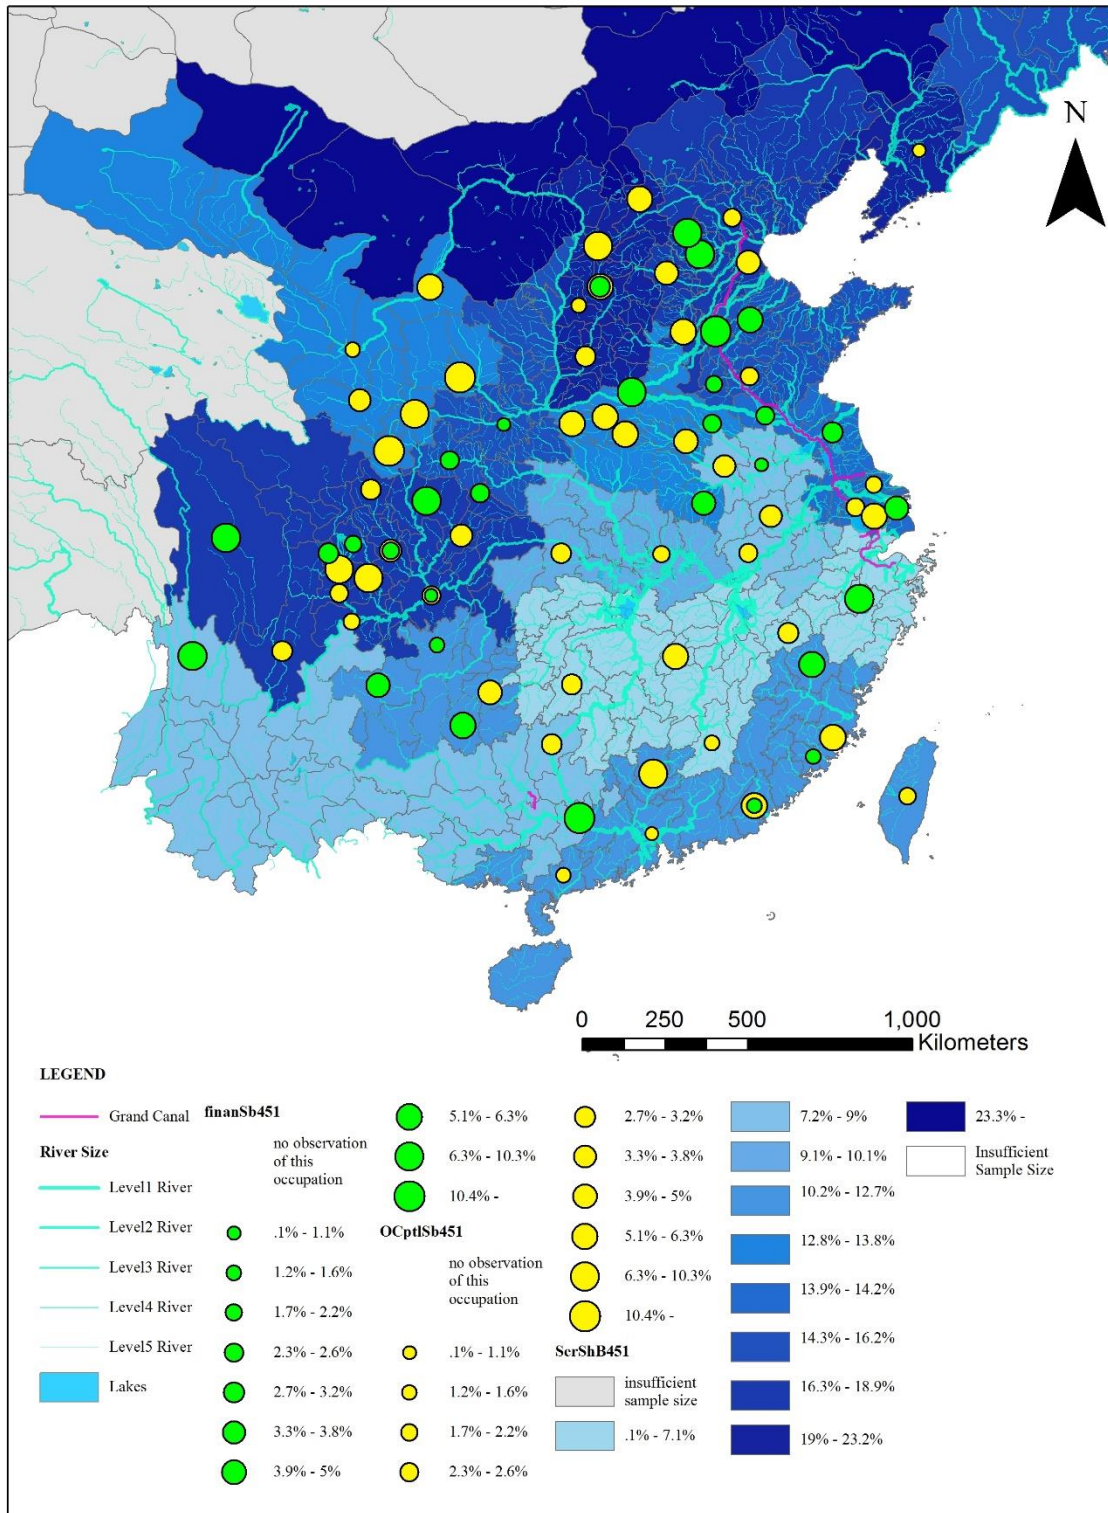 N
0 250 500 1,000
Kilometers
LEGEND
Grand Canal
River Size
Level1 River
Level2 River
Level3 River
Level4 River
Level5 River
Lakes
finanSb451
no observation
of this
occupation
.1% - 1.1%
1.2% - 1.6%
1.7% - 2.2%
2.3% - 2.6%
2.7% - 3.2%
3.3% - 3.8%
3.9% - 5%
5.1% - 6.3%
6.3% - 10.3%
10.4% -
OCptlSb451
no observation
of this
occupation
.1% - 1.1%
1.2% - 1.6%
1.7% - 2.2%
2.3% - 2.6%
2.7% - 3.2%
3.3% - 3.8%
3.9% - 5%
5.1% - 6.3%
6.3% - 10.3%
10.4% -
SerShB451
insufficient
sample size
.1% - 7.1%
7.2% - 9%
9.1% - 10.1%
10.2% - 12.7%
12.8% - 13.8%
13.9% - 14.2%
14.3% - 16.2%
16.3% - 18.9%
19% - 23.2%
23.3% -
Insufficient
Sample Size